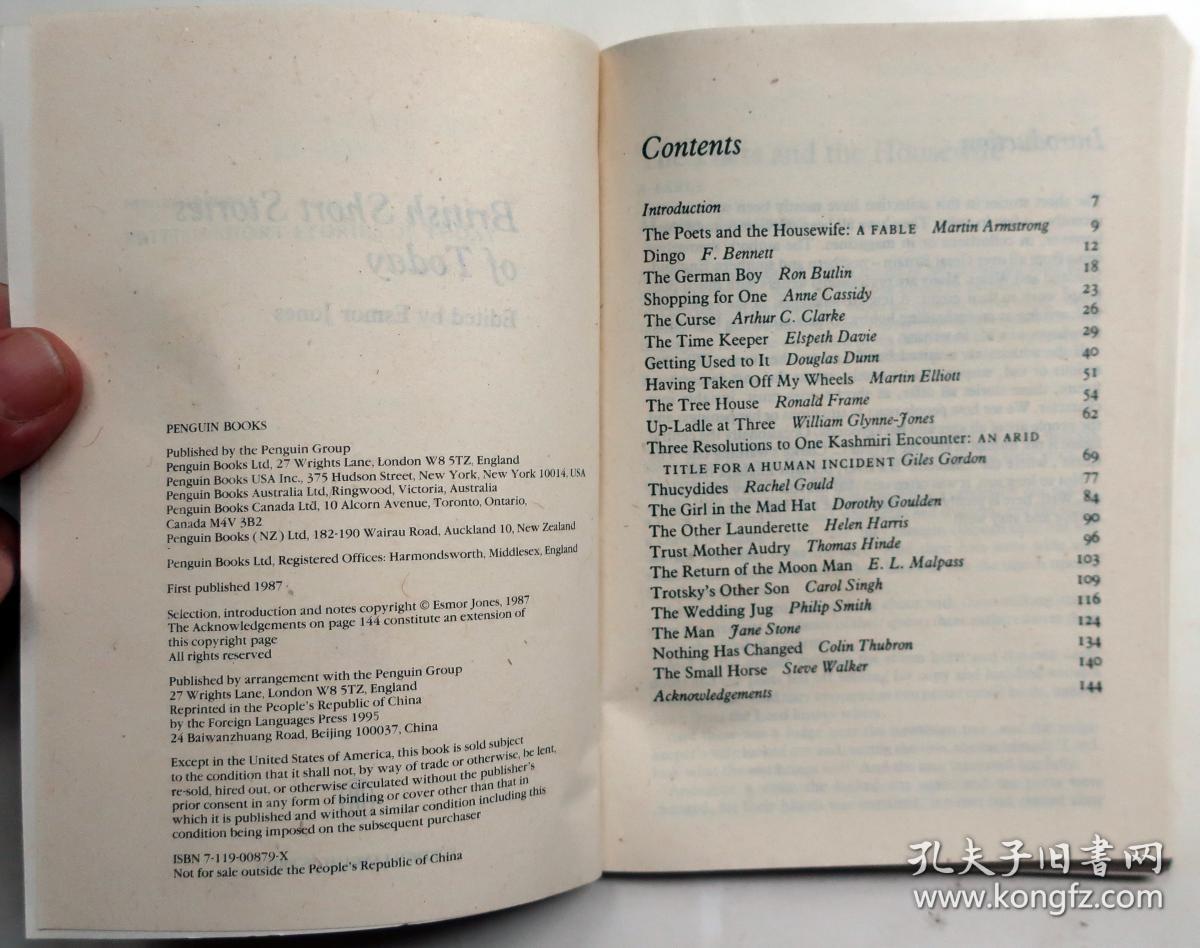 PENGUIN BOOKS
Published by the Penguin Group
Penguin Books Ltd, 27 Wrights Lane, London W8 5TZ, England
Penguin Books USA Inc., 375 Hudson Street, New York, New York 10014, USA
Penguin Books Australia Ltd, Ringwood, Victoria, Australia
Penguin Books Canada Ltd, 10 Alcorn Avenue, Toronto, Ontario,
Canada M4V 3B2
Penguin Books (NZ) Ltd, 182-190 Wairau Road, Auckland 10, New Zealand
Penguin Books Ltd, Registered Offices: Harmondsworth, Middlesex, England
First published 1987
Selection, introduction and notes copyright © Esmor Jones, 1987
The Acknowledgements on page 144 constitute an extension of
this copyright page
All rights reserved
Published by arrangement with the Penguin Group
27 Wrights Lane, London W8 5TZ, England
Reprinted in the People's Republic of China
by the Foreign Languages Press 1995
24 Baiwanzhuang Road, Beijing 100037, China
Except in the United States of America, this book is sold subject
to the condition that it shall not, by way of trade or otherwise, be lent,
re-sold, hired out, or otherwise circulated without the publisher's
prior consent in any form of binding or cover other than that in
which it is published and without a similar condition including this
condition being imposed on the subsequent purchaser
ISBN 7-119-00879-X
Not for sale outside the People's Republic of China
Contents
Introduction 7
The Poets and the Housewife: A FABLE Martin Armstrong 9
Dingo F. Bennett 12
The German Boy Ron Butlin 18
Shopping for One Anne Cassidy 23
The Curse Arthur C. Clarke 26
The Time Keeper Elspeth Davie 29
Getting Used to It Douglas Dunn 40
Having Taken Off My Wheels Martin Elliott 51
The Tree House Ronald Frame 54
Up-Ladle at Three William Glynne-Jones 62
Three Resolutions to One Kashmiri Encounter: AN ARID
TITLE FOR A HUMAN INCIDENT Giles Gordon 69
Thucydides Rachel Gould 77
The Girl in the Mad Hat Dorothy Goulden 84
The Other Launderette Helen Harris 90
Trust Mother Audry Thomas Hinde 96
The Return of the Moon Man E. L. Malpass 103
Trotsky's Other Son Carol Singh 109
The Wedding Jug Philip Smith 116
The Man Jane Stone 124
Nothing Has Changed Colin Thubron 134
The Small Horse Steve Walker 140
Acknowledgements 144
孔夫子旧书网
www.kongfz.com